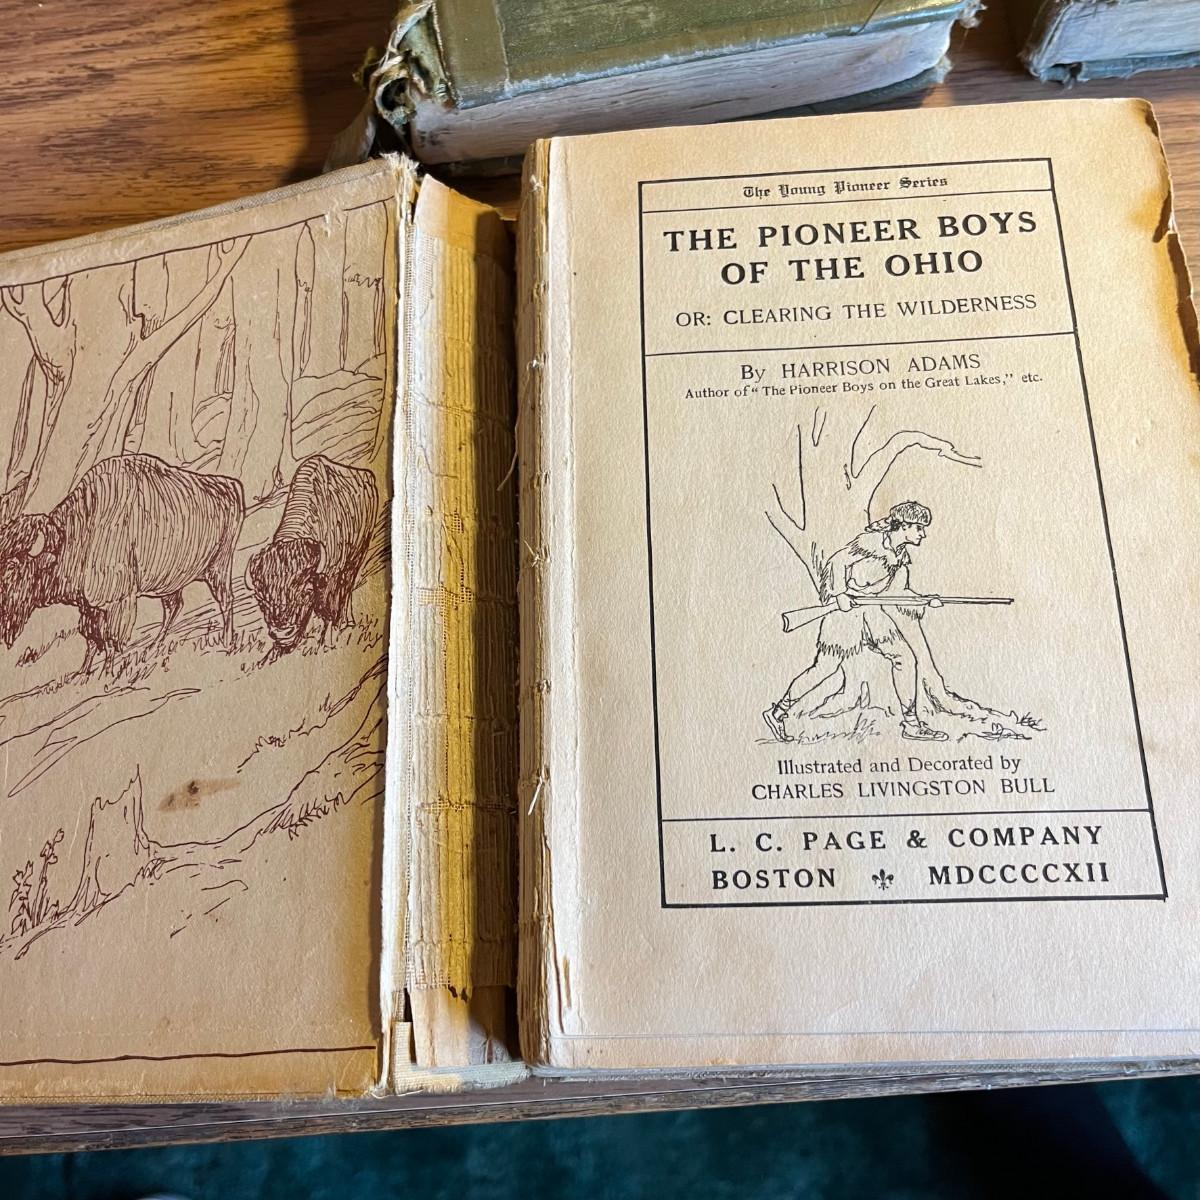 The Young Pioneer Series
THE PIONEER BOYS
OF THE OHIO
OR: CLEARING THE WILDERNESS
By HARRISON ADAMS
Author of "The Pioneer Boys on the Great Lakes," etc.
Illustrated and Decorated by
CHARLES LIVINGSTON BULL
L. C. PAGE & COMPANY
BOSTON MDCCCCXII